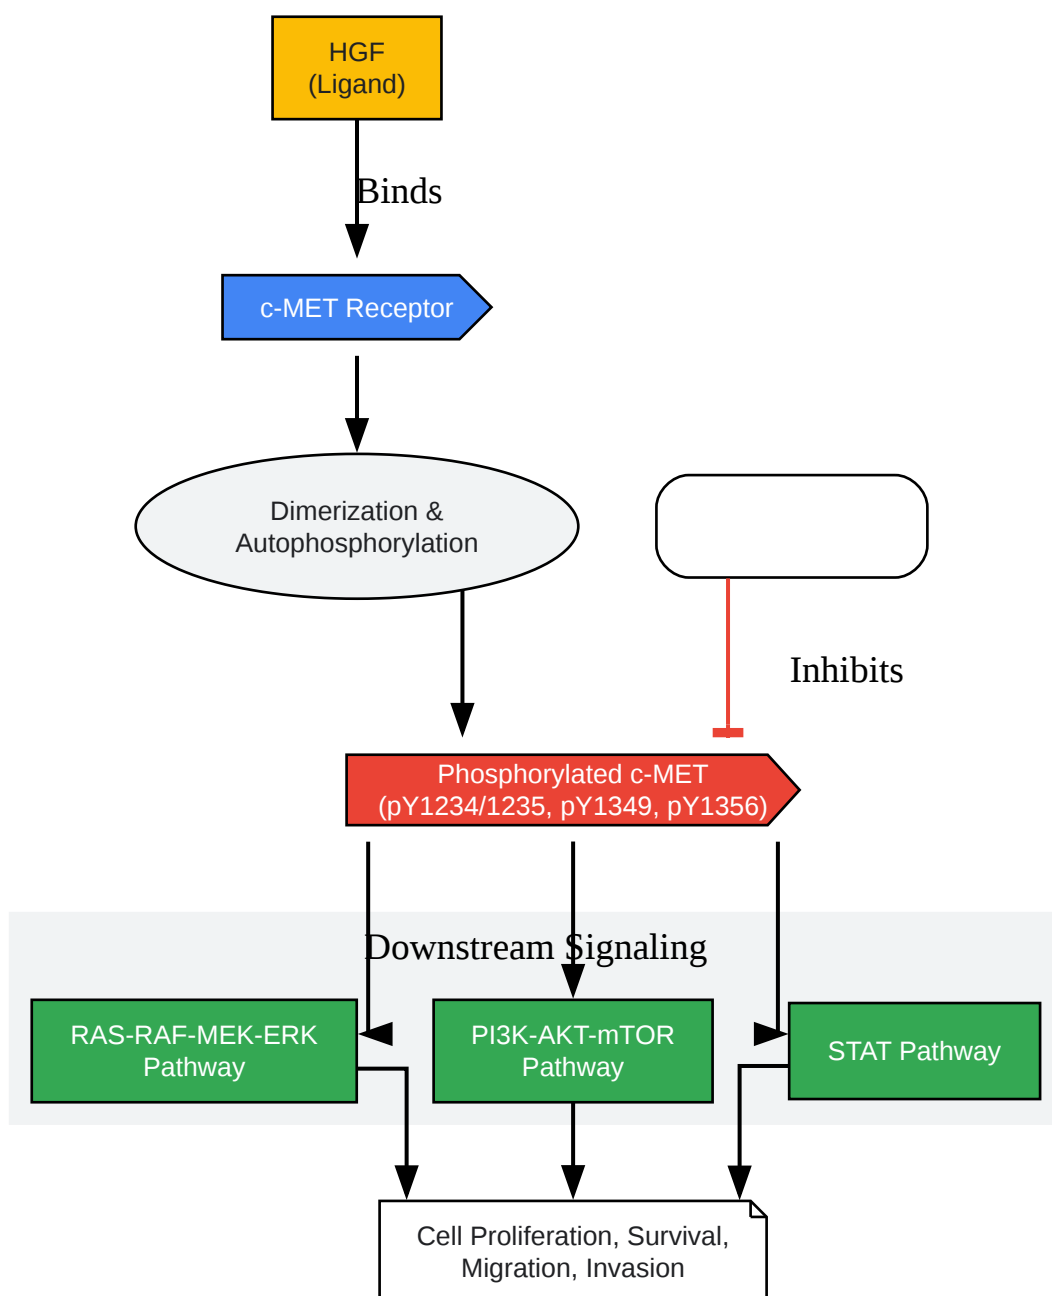 HGF
(Ligand)
Binds
c-MET Receptor
Dimerization &
Autophosphorylation
Inhibits
Phosphorylated c-MET
(pY1234/1235, pY1349, pY1356)
Downstream Signaling
RAS-RAF-MEK-ERK
Pathway
PI3K-AKT-mTOR
Pathway
STAT Pathway
Cell Proliferation, Survival,
Migration, Invasion